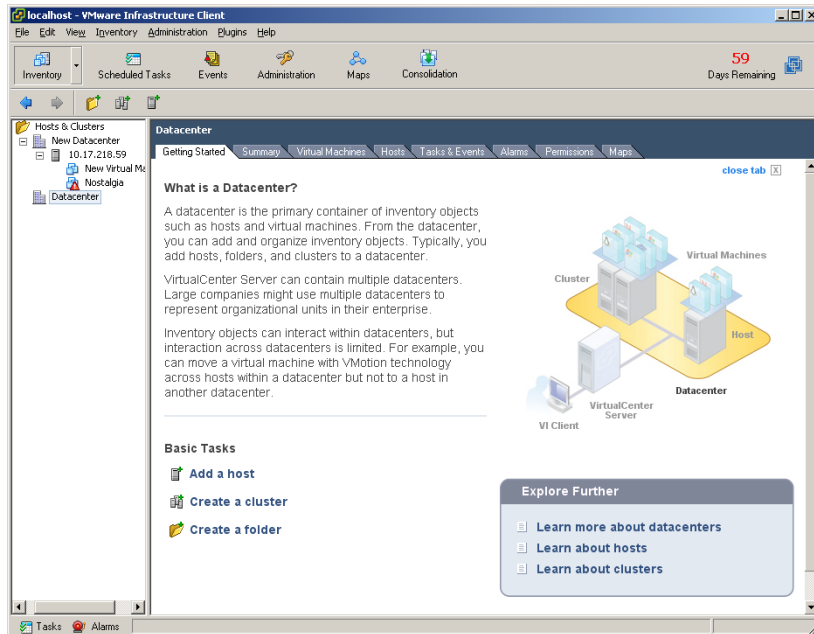 localhost - VMware Infrastructure Client
File Edit View Inventory Administration Plugins Help
Inventory Scheduled Tasks Events Administration Maps Consolidation
59
Days Remaining
Hosts & Clusters
New Datacenter
10.17.218.59
New Virtual Ma
Nostalgia
Datacenter
Datacenter
Getting Started Summary Virtual Machines Hosts Tasks & Events Alarms Permissions Maps
close tab
What is a Datacenter?
A datacenter is the primary container of inventory objects
such as hosts and virtual machines. From the datacenter,
you can add and organize inventory objects. Typically, you
add hosts, folders, and clusters to a datacenter.
VirtualCenter Server can contain multiple datacenters.
Large companies might use multiple datacenters to
represent organizational units in their enterprise.
Inventory objects can interact within datacenters, but
interaction across datacenters is limited. For example, you
can move a virtual machine with VMotion technology
across hosts within a datacenter but not to a host in
another datacenter.
Virtual Machines
Cluster
Host
Datacenter
VirtualCenter
Server
VI Client
Basic Tasks
Add a host
Create a cluster
Create a folder
Explore Further
Learn more about datacenters
Learn about hosts
Learn about clusters
Tasks Alarms